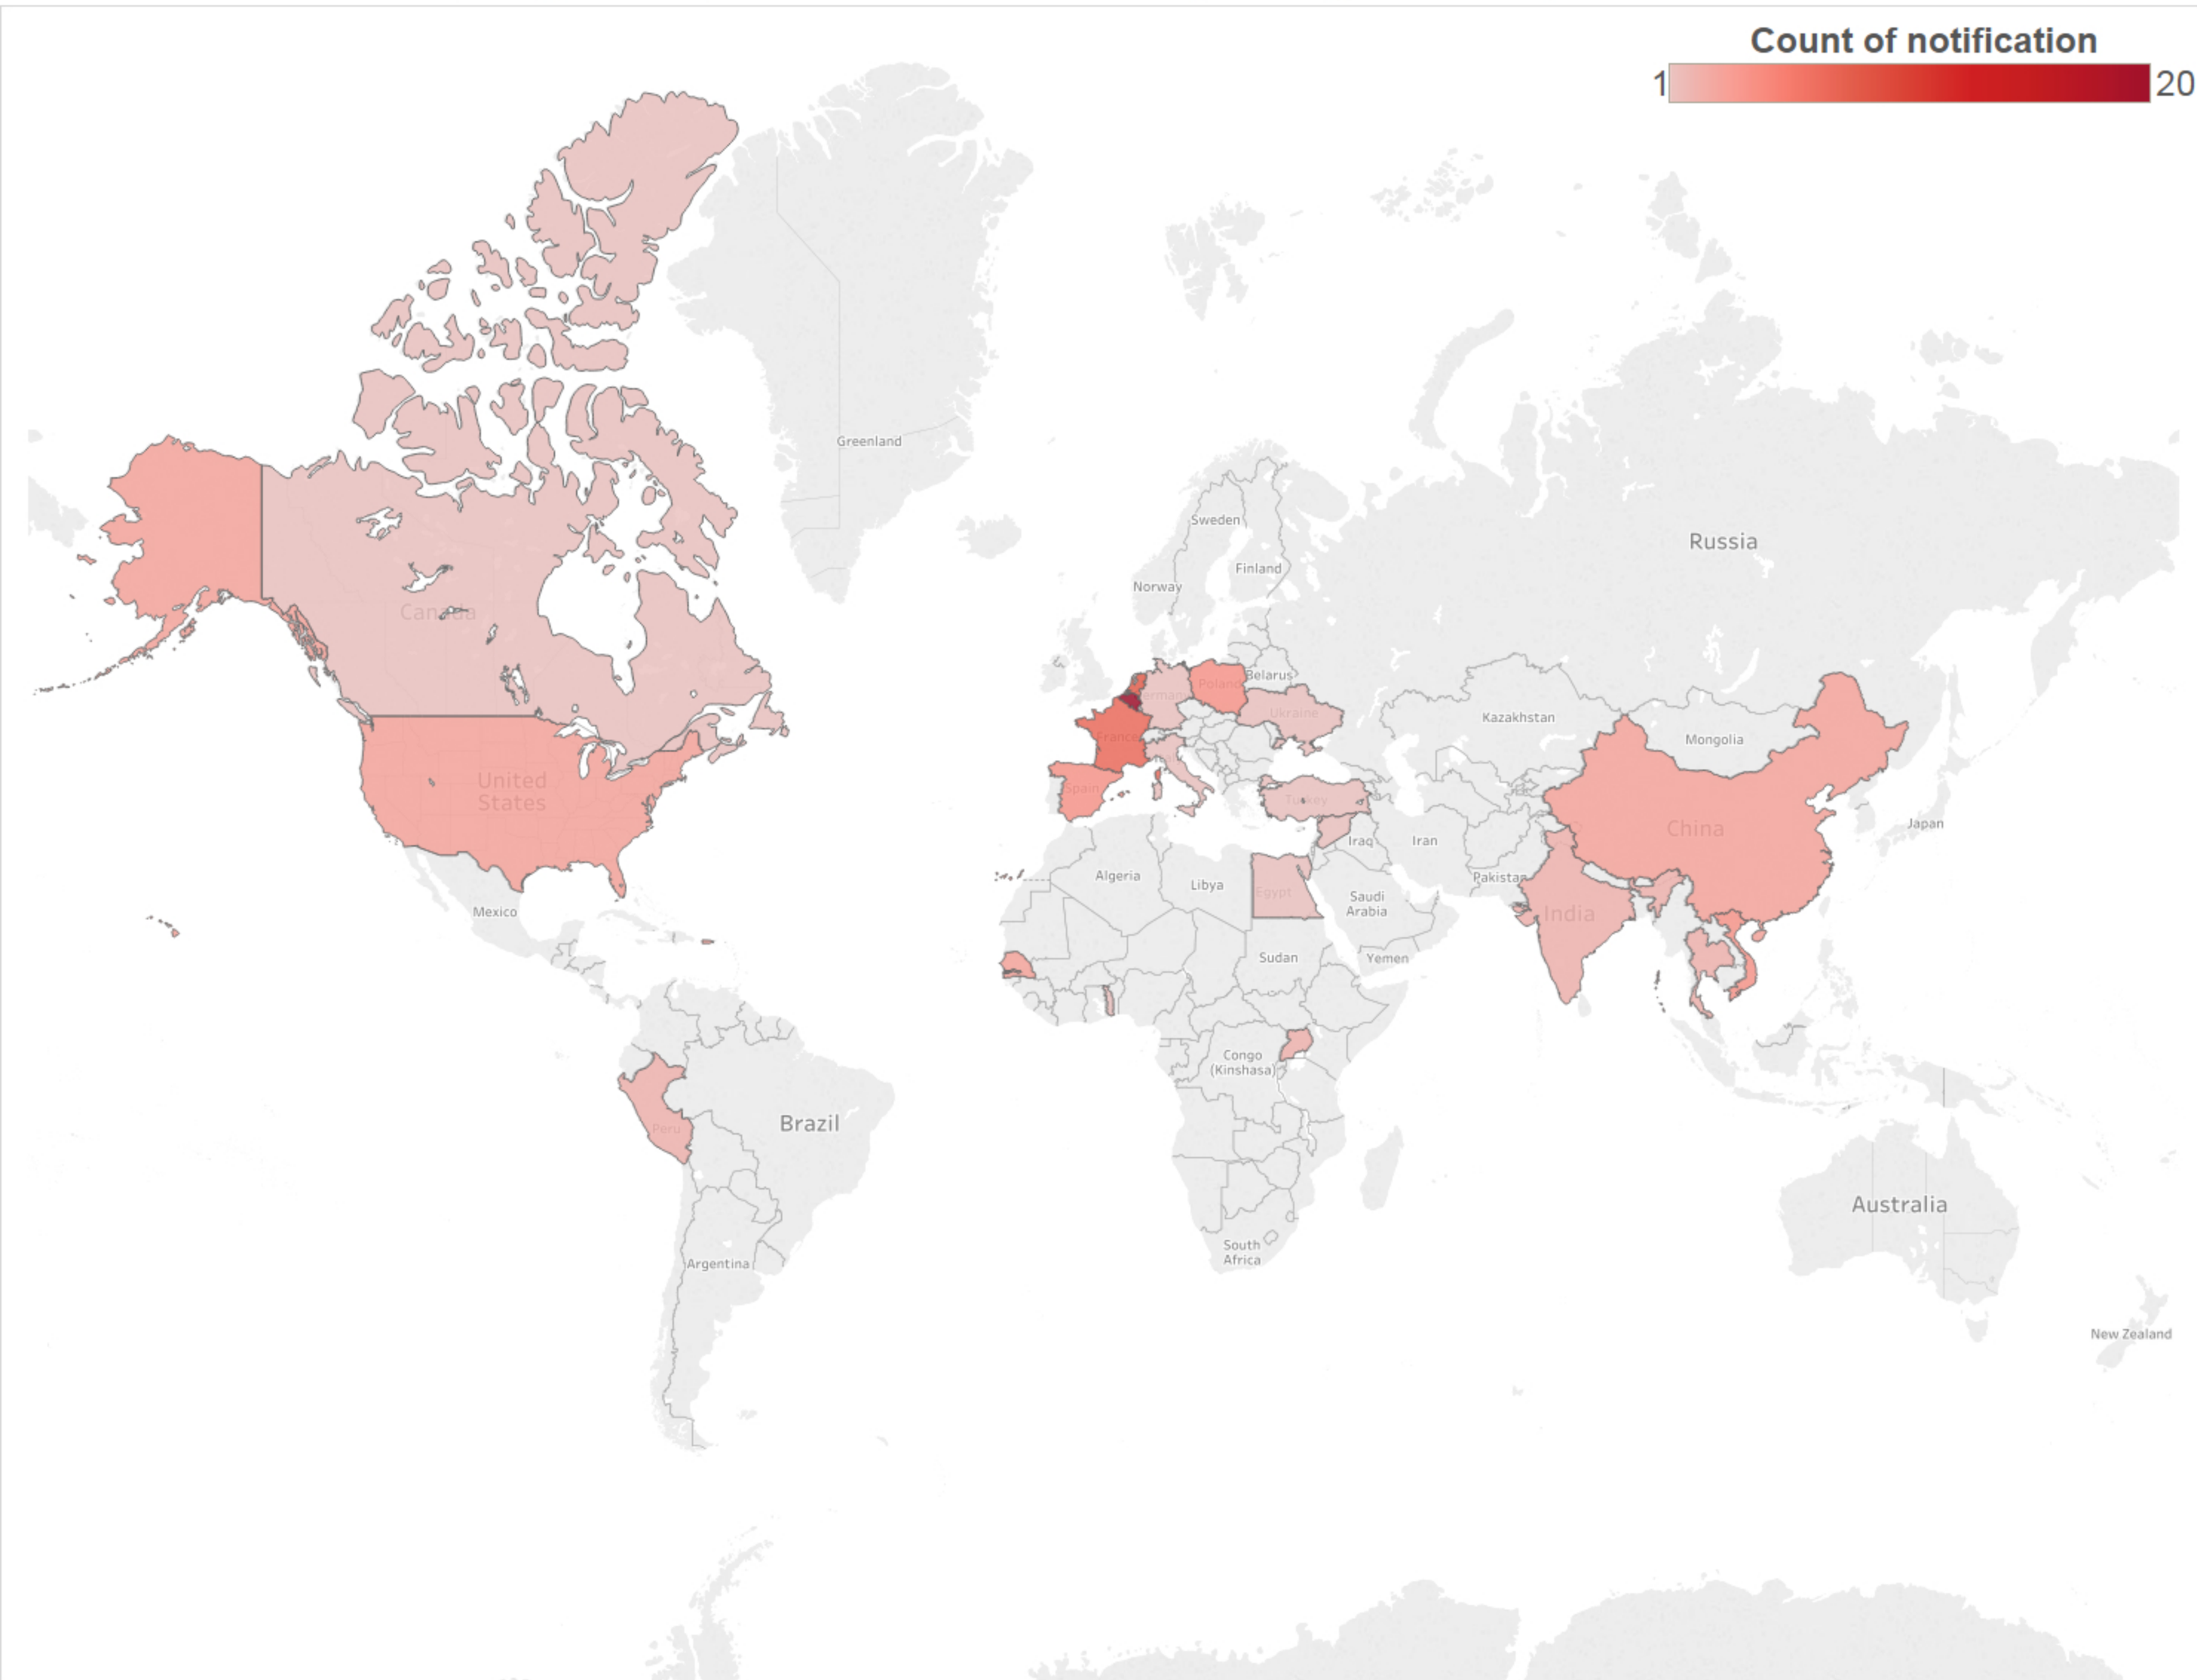 Count of notification
1 20
Greenland
Sweden
Russia
Finland
Norway
Canada
Belarus
Poland
ermany
Ukraine
Kazakhstan
France
Mongolia
United
States
Spain
Turkey
China
Japan
Iraq
Iran
Algeria
Pakistan
Libya
Egypt
Saudi
Arabia
Mexico
India
Sudan
Yemen
Congo
(Kinshasa)
Brazil
Peru
Australia
South
Africa
Argentina
New Zealand